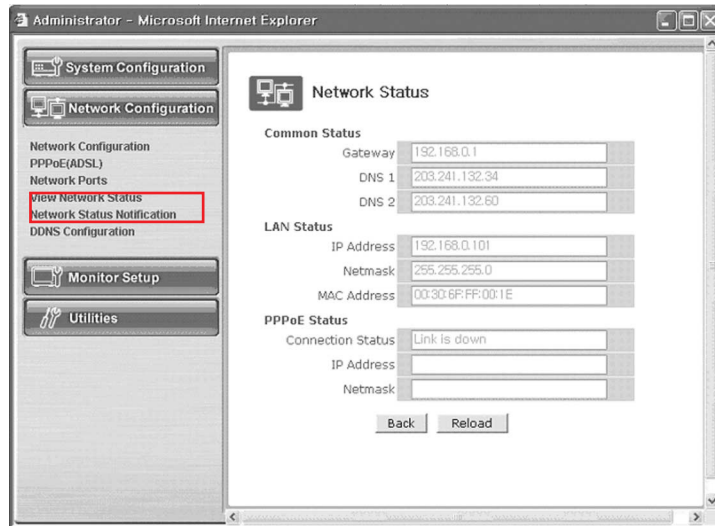 Administrator - Microsoft Internet Explorer
System Configuration
Network Configuration
Network Configuration
PPPoE(ADSL)
Network Ports
View Network Status
Network Status Notification
DDNS Configuration
Monitor Setup
Utilities
Network Status
Common Status
Gateway 192.168.0.1
DNS 1 203.241.132.34
DNS 2 203.241.132.60
LAN Status
IP Address 192.168.0.101
Netmask 255.255.255.0
MAC Address 00:30:6F:FF:00:1E
PPPoE Status
Connection Status Link is down
IP Address
Netmask
Back Reload